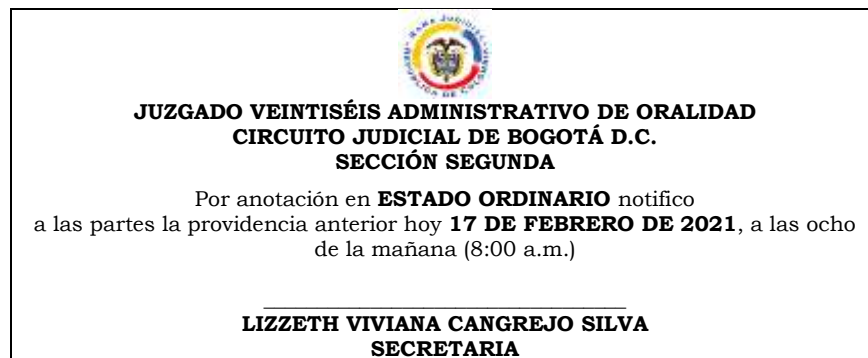 JUZGADO VEINTISÉIS ADMINISTRATIVO DE ORALIDAD
CIRCUITO JUDICIAL DE BOGOTÁ D.C.
SECCIÓN SEGUNDA
Por anotación en ESTADO ORDINARIO notifico
a las partes la providencia anterior hoy 17 DE FEBRERO DE 2021, a las ocho
de la mañana (8:00 a.m.)
LIZZETH VIVIANA CANGREJO SILVA
SECRETARIA